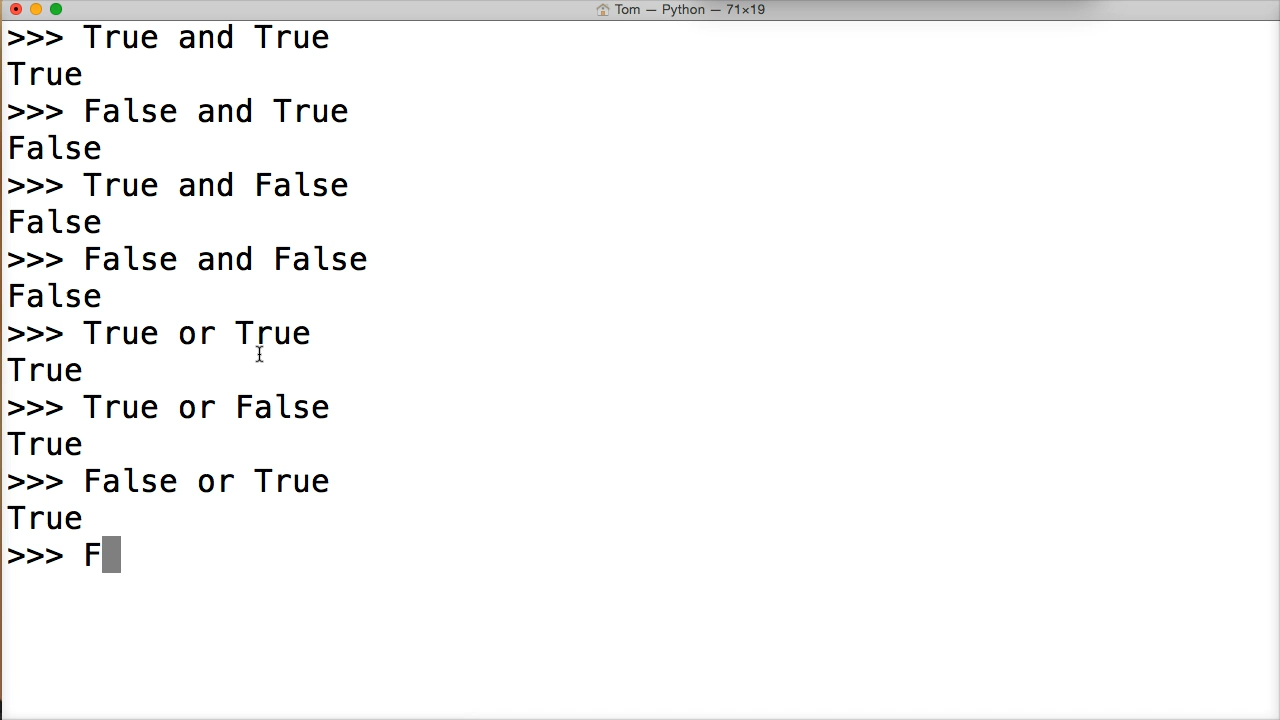 Tom — Python — 71×19
>>> True and True
True
>>> False and True
False
>>> True and False
False
>>> False and False
False
>>> True or True
True
>>> True or False
True
>>> False or True
True
>>> F